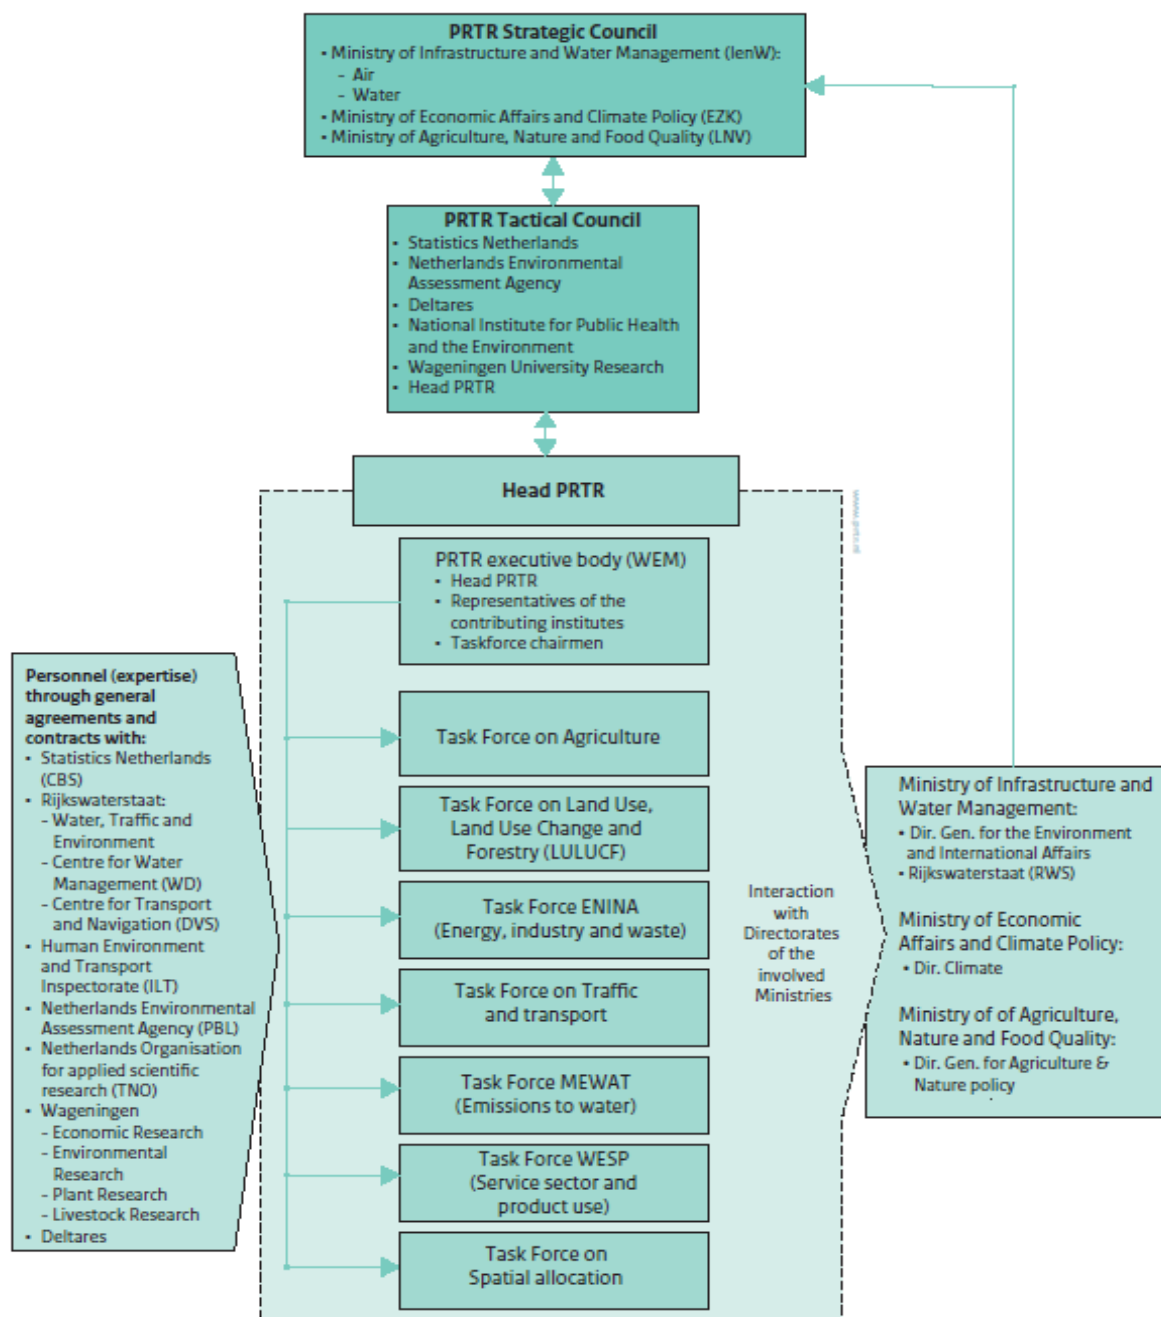 PRTR Strategic Council
• Ministry of Infrastructure and Water Management (IenW):
– Air
– Water
• Ministry of Economic Affairs and Climate Policy (EZK)
• Ministry of Agriculture, Nature and Food Quality (LNV)
PRTR Tactical Council
• Statistics Netherlands
• Netherlands Environmental
Assessment Agency
• Deltares
• National Institute for Public Health
and the Environment
• Wageningen University Research
• Head PRTR
Head PRTR
www.prtr.nl
PRTR executive body (WEM)
• Head PRTR
• Representatives of the
contributing institutes
• Taskforce chairmen
Personnel (expertise)
through general
agreements and
contracts with:
• Statistics Netherlands
(CBS)
• Rijkswaterstaat:
– Water, Traffic and
Environment
– Centre for Water
Management (WD)
– Centre for Transport
and Navigation (DVS)
• Human Environment
and Transport
Inspectorate (ILT)
• Netherlands Environmental
Assessment Agency (PBL)
• Netherlands Organisation
for applied scientific
research (TNO)
• Wageningen
– Economic Research
– Environmental
Research
– Plant Research
– Livestock Research
• Deltares
Task Force on Agriculture
Task Force on Land Use,
Land Use Change and
Forestry (LULUCF)
Task Force ENINA
(Energy, industry and waste)
Task Force on Traffic
and transport
Task Force MEWAT
(Emissions to water)
Task Force WESP
(Service sector and
product use)
Task Force on
Spatial allocation
Interaction
with
Directorates
of the
involved
Ministries
Ministry of Infrastructure and
Water Management:
• Dir. Gen. for the Environment
and International Affairs
• Rijkswaterstaat (RWS)
Ministry of Economic
Affairs and Climate Policy:
• Dir. Climate
Ministry of of Agriculture,
Nature and Food Quality:
• Dir. Gen. for Agriculture &
Nature policy